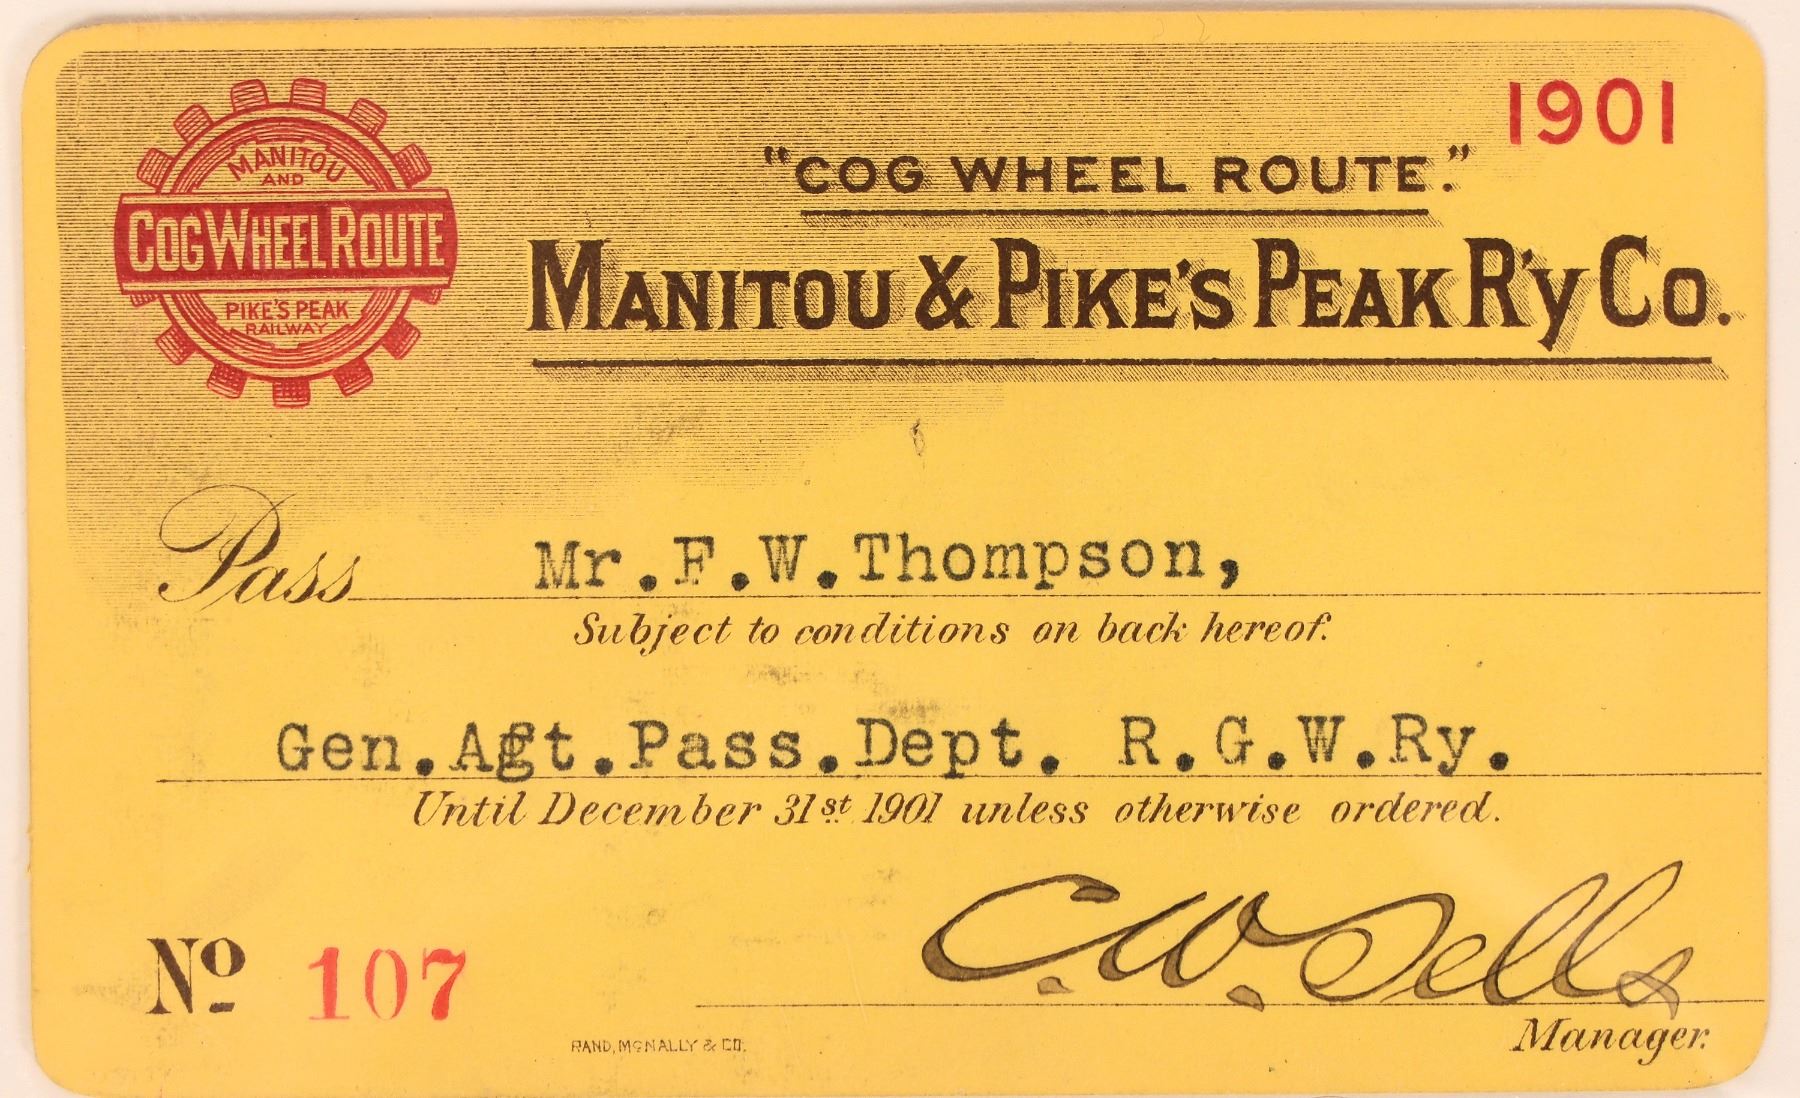 1901
MANITOU
AND
COG WHEEL ROUTE
PIKE'S PEAK
RAILWAY
"COG WHEEL ROUTE."
MANITOU & PIKE'S PEAK R'Y CO.
Pass Mr.F.W.Thompson,
Subject to conditions on back hereof.
Gen.Agt.Pass.Dept. R.G.W.Ry.
Until December 31st 1901 unless otherwise ordered.
C.W. Sells
No 107
Manager.
RAND, McNALLY & CO.